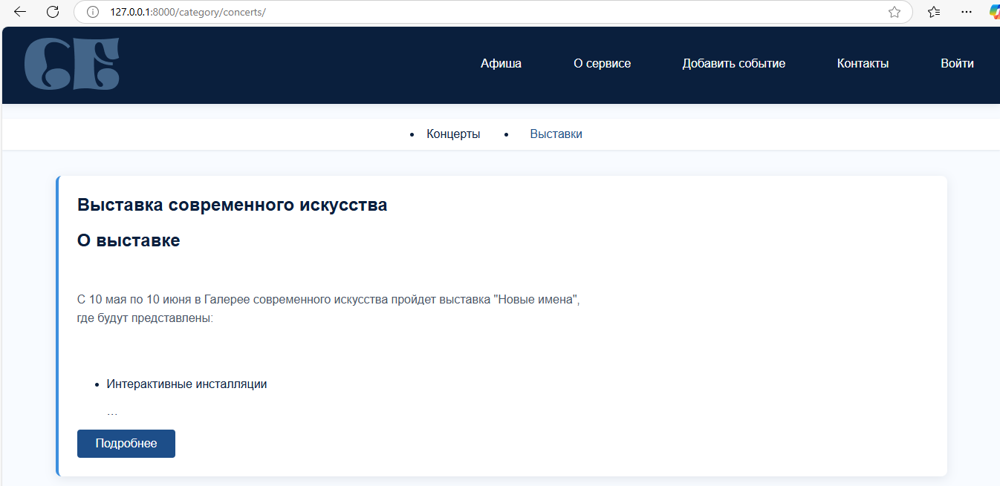 127.0.0.1:8000/category/concerts/
CE
Афиша О сервисе Добавить событие Контакты Войти
• Концерты • Выставки
Выставка современного искусства
О выставке
С 10 мая по 10 июня в Галерее современного искусства пройдет выставка "Новые имена",
где будут представлены:
• Интерактивные инсталляции
…
Подробнее